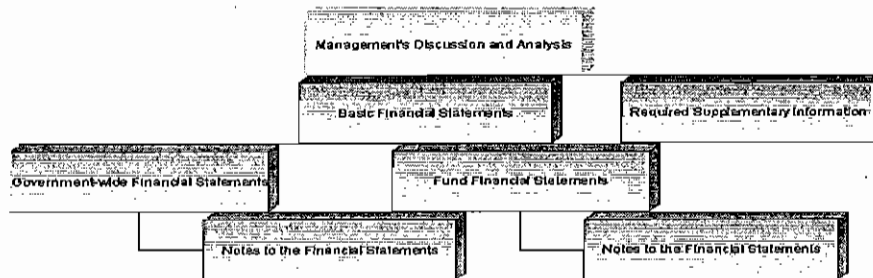 Management's Discussion and Analysis
Basic Financial Statements
Required Supplementary Information
Government-wide Financial Statements
Fund Financial Statements
Notes to the Financial Statements
Notes to the Financial Statements